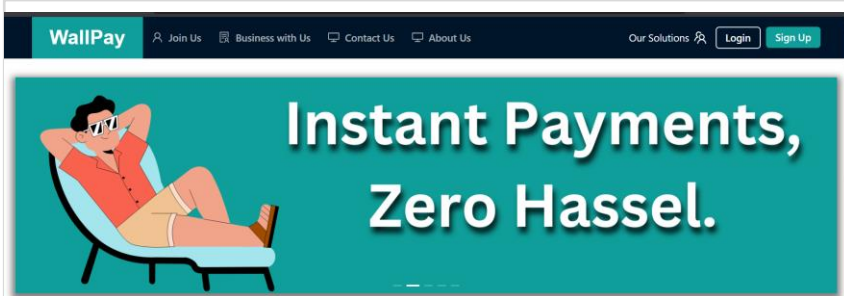 WallPay Join Us Business with Us Contact Us About Us Our Solutions Login Sign Up
Instant Payments,
Zero Hassel.